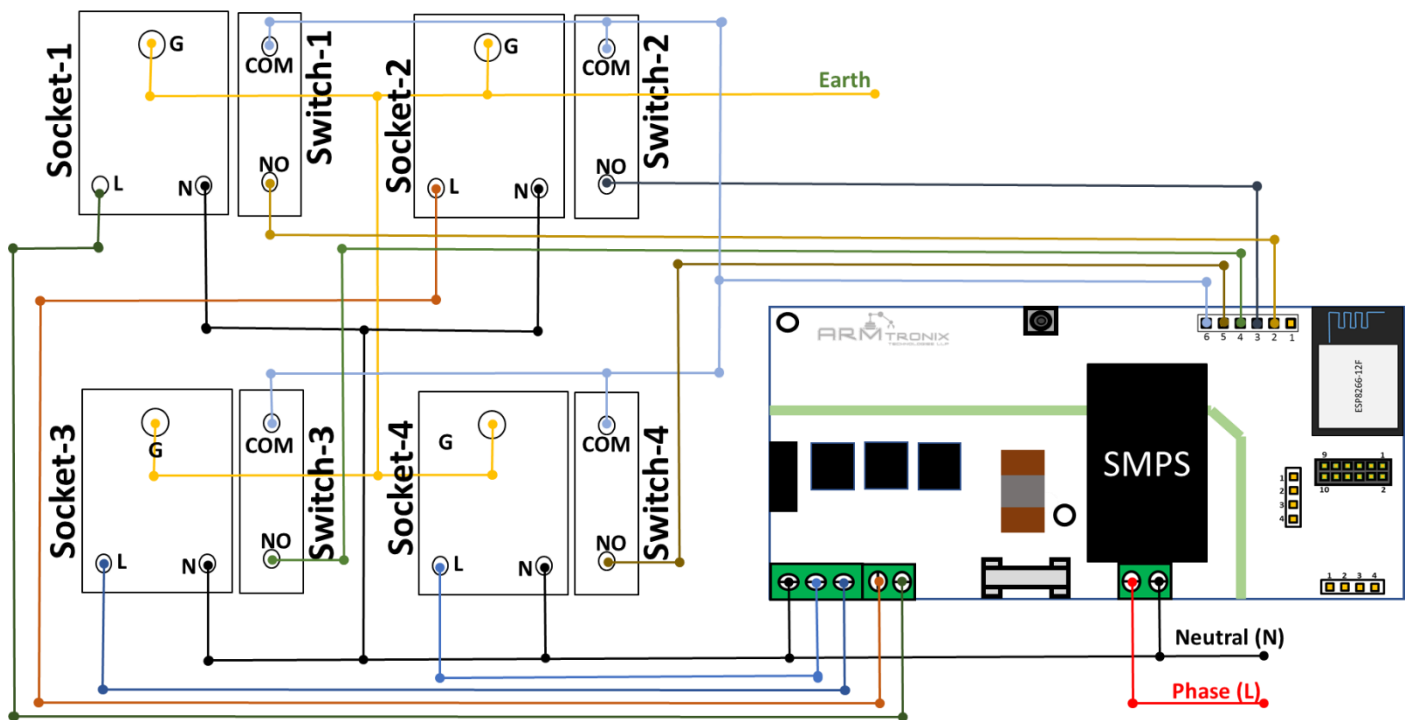 Socket-1
G
L
N
COM
NO
Switch-1
Socket-2
G
L
N
COM
NO
Switch-2
Earth
Socket-3
G
L
N
COM
NO
Switch-3
Socket-4
G
L
N
COM
NO
Switch-4
ARMTRONIX
TECHNOLOGIES LLP
6 5 4 3 2 1
ESP8266-12F
SMPS
9 1
10 2
1
2
3
4
1 2 3 4
Neutral (N)
Phase (L)